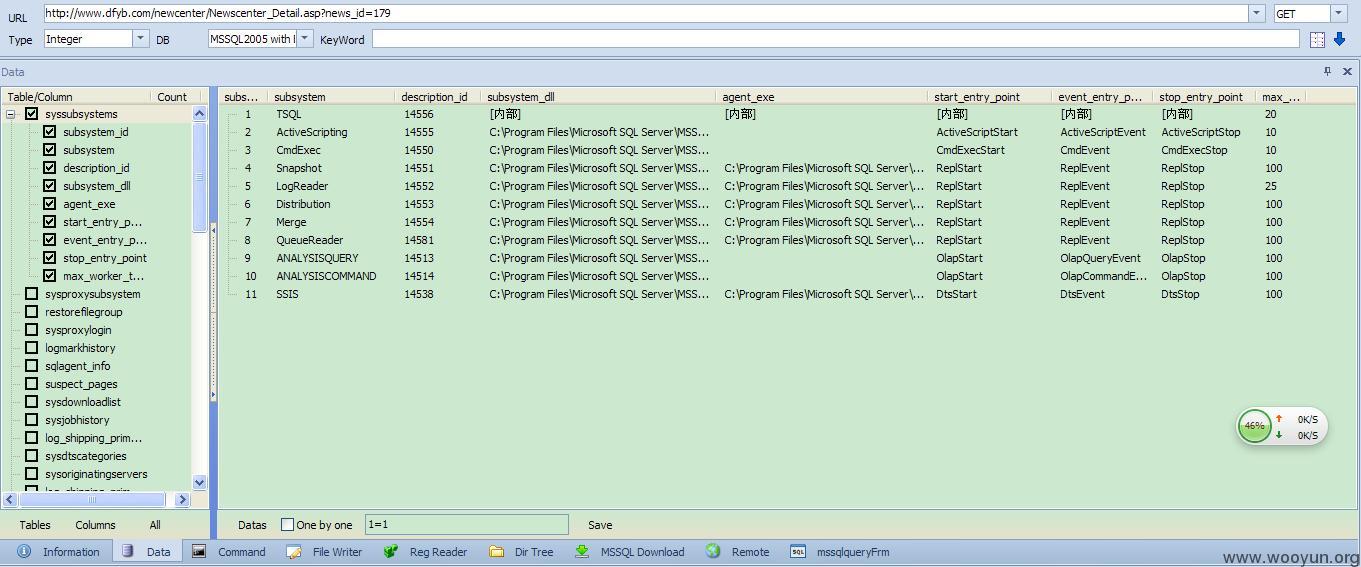 URL http://www.dfyb.com/newcenter/Newscenter_Detail.asp?news_id=179 GET
Type Integer DB MSSQL2005 with KeyWord
Data
Table/Column Count subs... subsystem description_id subsystem_dll agent_exe start_entry_point event_entry_p... stop_entry_point max_...
syssubsystems 1 TSQL 14556 [内部] [内部] [内部] [内部] [内部] 20
subsystem_id 2 ActiveScripting 14555 C:\Program Files\Microsoft SQL Server\MSS... ActiveScriptStart ActiveScriptEvent ActiveScriptStop 10
subsystem 3 CmdExec 14550 C:\Program Files\Microsoft SQL Server\MSS... CmdExecStart CmdEvent CmdExecStop 10
description_id 4 Snapshot 14551 C:\Program Files\Microsoft SQL Server\MSS... C:\Program Files\Microsoft SQL Server\... ReplStart ReplEvent ReplStop 100
subsystem_dll 5 LogReader 14552 C:\Program Files\Microsoft SQL Server\MSS... C:\Program Files\Microsoft SQL Server\... ReplStart ReplEvent ReplStop 25
agent_exe 6 Distribution 14553 C:\Program Files\Microsoft SQL Server\MSS... C:\Program Files\Microsoft SQL Server\... ReplStart ReplEvent ReplStop 100
start_entry_p... 7 Merge 14554 C:\Program Files\Microsoft SQL Server\MSS... C:\Program Files\Microsoft SQL Server\... ReplStart ReplEvent ReplStop 100
event_entry_p... 8 QueueReader 14581 C:\Program Files\Microsoft SQL Server\MSS... C:\Program Files\Microsoft SQL Server\... ReplStart ReplEvent ReplStop 100
stop_entry_point 9 ANALYSISQUERY 14513 C:\Program Files\Microsoft SQL Server\MSS... OlapStart OlapQueryEvent OlapStop 100
max_worker_t... 10 ANALYSISCOMMAND 14514 C:\Program Files\Microsoft SQL Server\MSS... OlapStart OlapCommandE... OlapStop 100
sysproxysubsystem 11 SSIS 14538 C:\Program Files\Microsoft SQL Server\MSS... C:\Program Files\Microsoft SQL Server\... DtsStart DtsEvent DtsStop 100
restorefilegroup
sysproxylogin
logmarkhistory
sqlagent_info
suspect_pages
sysdownloadlist
sysjobhistory
log_shipping_prim...
sysdtscategories
sysoriginatingservers
46% 0K/S
0K/S
Tables Columns All Datas One by one 1=1 Save
Information Data Command File Writer Reg Reader Dir Tree MSSQL Download Remote SQL mssqlqueryFrm
www.wooyun.org